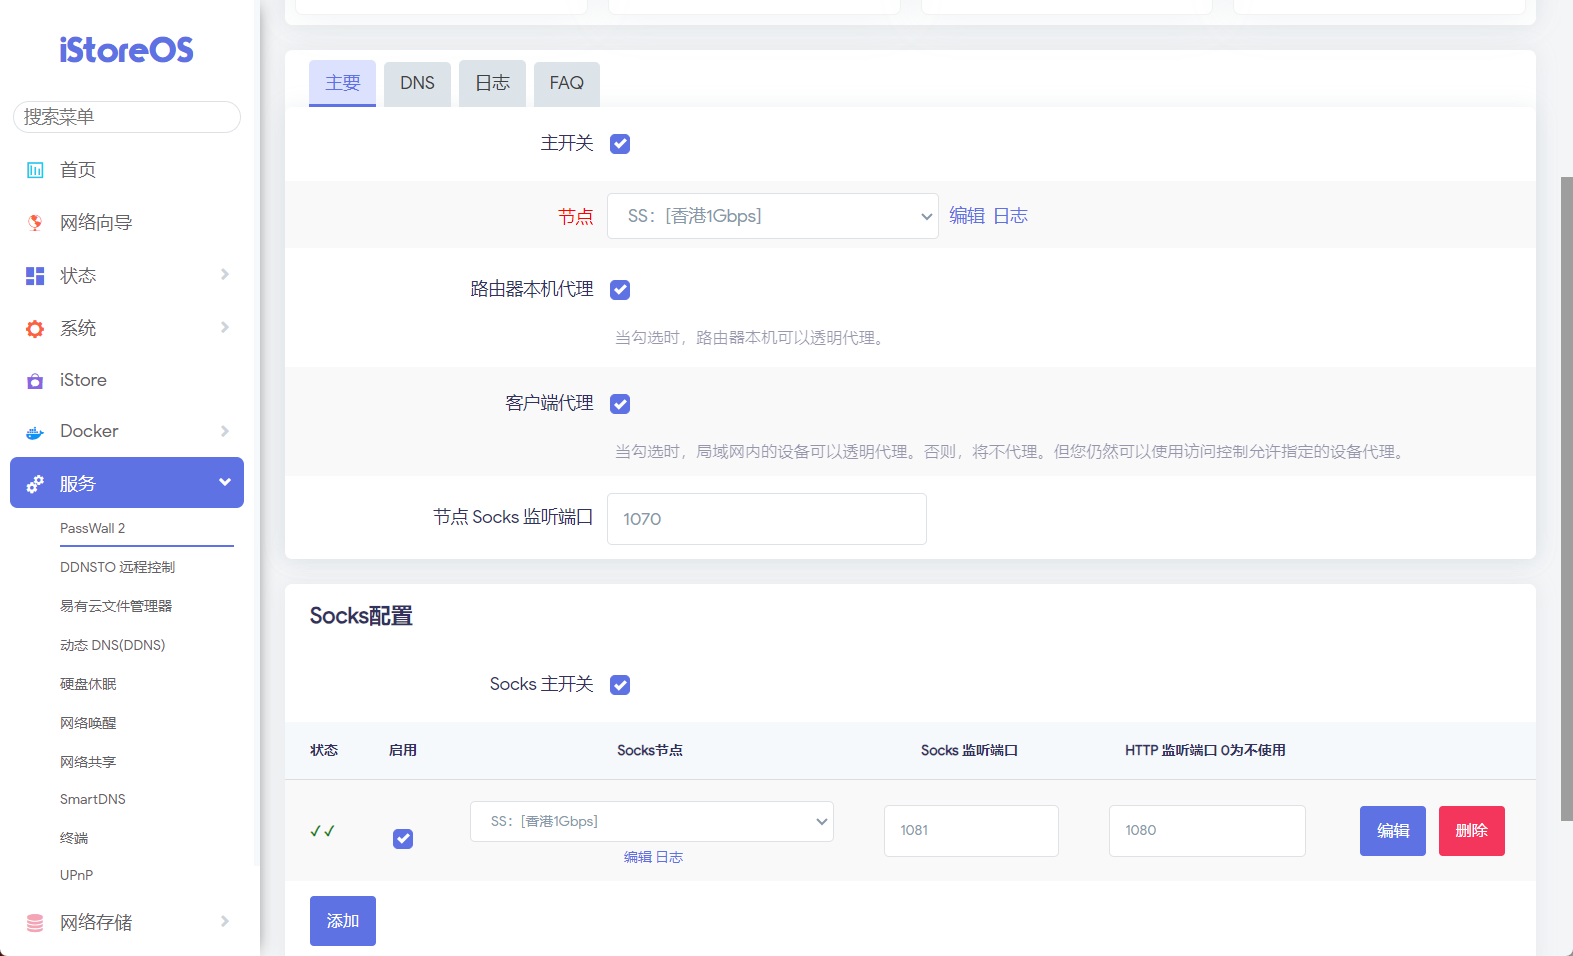 iStoreOS
搜索菜单
首页
网络向导
状态
系统
iStore
Docker
服务
PassWall 2
DDNSTO 远程控制
易有云文件管理器
动态 DNS(DDNS)
硬盘休眠
网络唤醒
网络共享
SmartDNS
终端
UPnP
网络存储
主要 DNS 日志 FAQ
主开关
节点 SS：[香港1Gbps] 编辑 日志
路由器本机代理
当勾选时，路由器本机可以透明代理。
客户端代理
当勾选时，局域网内的设备可以透明代理。否则，将不代理。但您仍然可以使用访问控制允许指定的设备代理。
节点 Socks 监听端口 1070
Socks配置
Socks 主开关
状态 启用 Socks节点 Socks 监听端口 HTTP 监听端口 0为不使用
✓✓ SS：[香港1Gbps] 1081 1080 编辑 删除
编辑 日志
添加